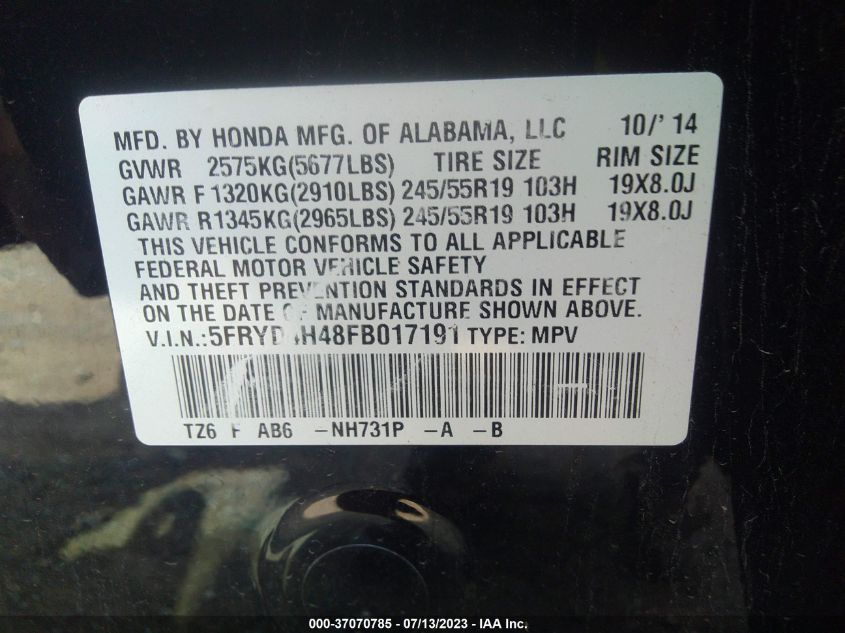 MFD. BY HONDA MFG. OF ALABAMA, LLC 10/' 14
GVWR 2575KG(5677LBS) TIRE SIZE RIM SIZE
GAWR F 1320KG(2910LBS) 245/55R19 103H 19X8.0J
GAWR R1345KG(2965LBS) 245/55R19 103H 19X8.0J
THIS VEHICLE CONFORMS TO ALL APPLICABLE
FEDERAL MOTOR VEHICLE SAFETY
AND THEFT PREVENTION STANDARDS IN EFFECT
ON THE DATE OF MANUFACTURE SHOWN ABOVE.
V.I.N.: TYPE: MPV
TZ6 F AB6 -NH731P -A -B
000-37070785 - 07/13/2023 - IAA Inc.